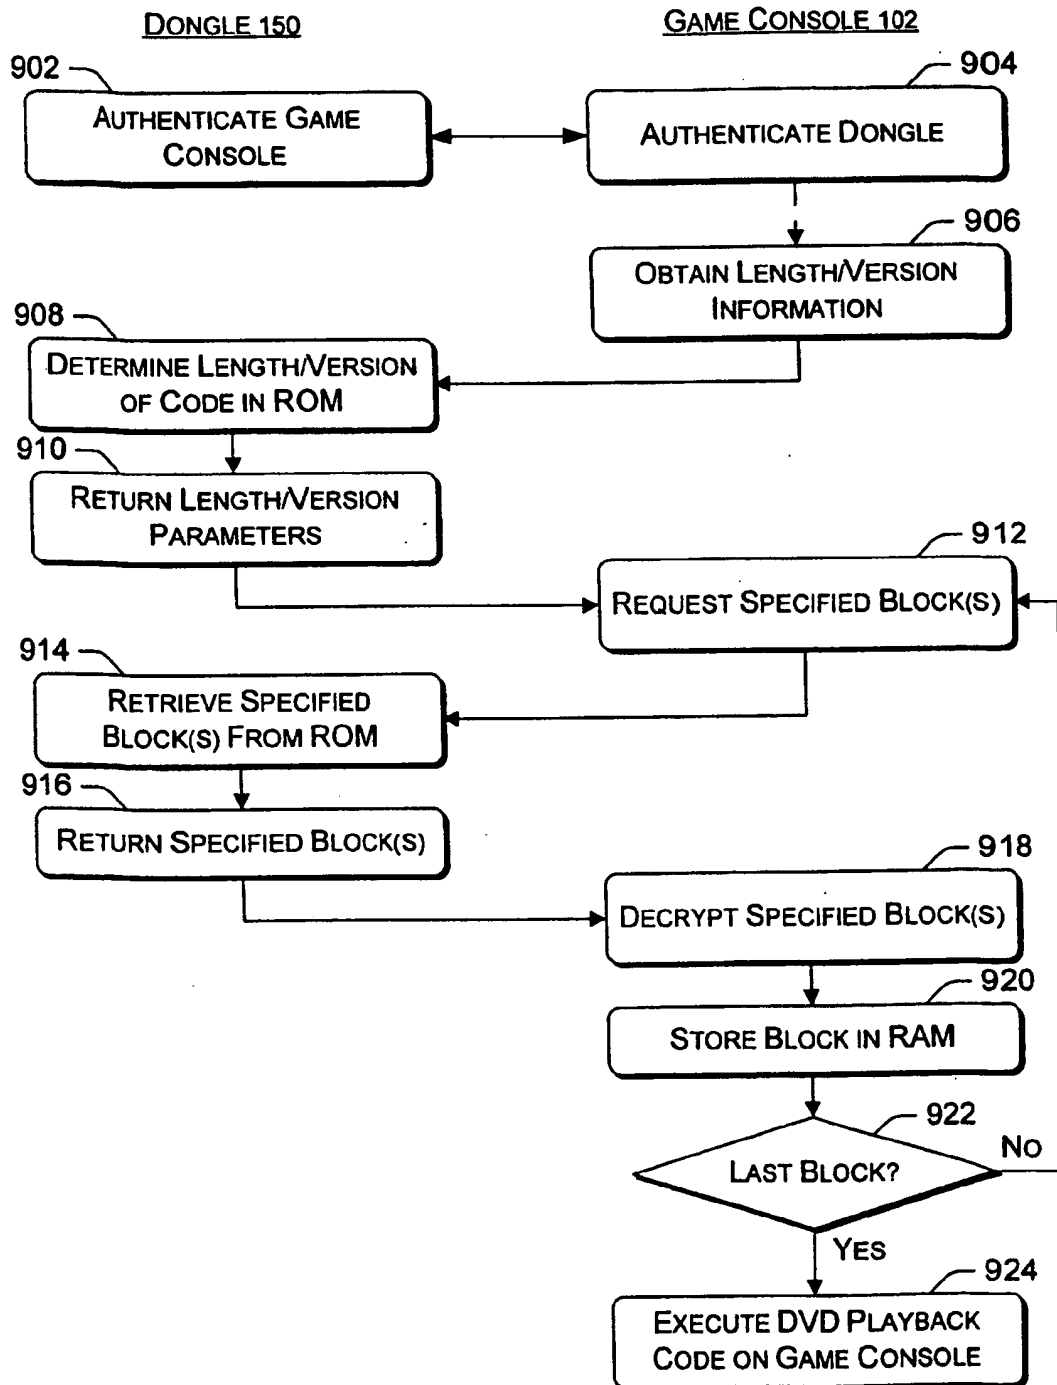 DONGLE 150
GAME CONSOLE 102
902
904
AUTHENTICATE GAME
CONSOLE
AUTHENTICATE DONGLE
906
OBTAIN LENGTH/VERSION
INFORMATION
908
DETERMINE LENGTH/VERSION
OF CODE IN ROM
910
RETURN LENGTH/VERSION
PARAMETERS
912
REQUEST SPECIFIED BLOCK(S)
914
RETRIEVE SPECIFIED
BLOCK(S) FROM ROM
916
RETURN SPECIFIED BLOCK(S)
918
DECRYPT SPECIFIED BLOCK(S)
920
STORE BLOCK IN RAM
922
LAST BLOCK?
NO
YES
924
EXECUTE DVD PLAYBACK
CODE ON GAME CONSOLE